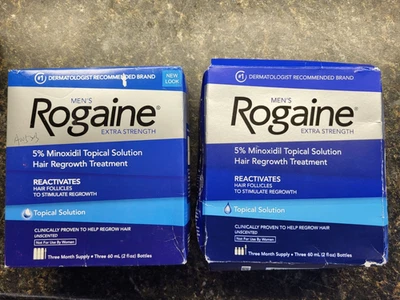 #1 DERMATOLOGIST RECOMMENDED BRAND
NEW LOOK
MEN'S
Rogaine®
EXTRA STRENGTH
5% Minoxidil Topical Solution
Hair Regrowth Treatment
REACTIVATES
HAIR FOLLICLES
TO STIMULATE REGROWTH
Topical Solution
CLINICALLY PROVEN TO HELP REGROW HAIR
UNSCENTED
Not For Use By Women
Three Month Supply • Three 60 mL (2 fl oz) Bottles
#1 DERMATOLOGIST RECOMMENDED BRAND
MEN'S
Rogaine®
EXTRA STRENGTH
5% Minoxidil Topical Solution
Hair Regrowth Treatment
REACTIVATES
HAIR FOLLICLES
TO STIMULATE REGROWTH
Topical Solution
CLINICALLY PROVEN TO HELP REGROW HAIR
UNSCENTED
Not For Use By Women
Three Month Supply • Three 60 mL (2 fl oz) Bottles